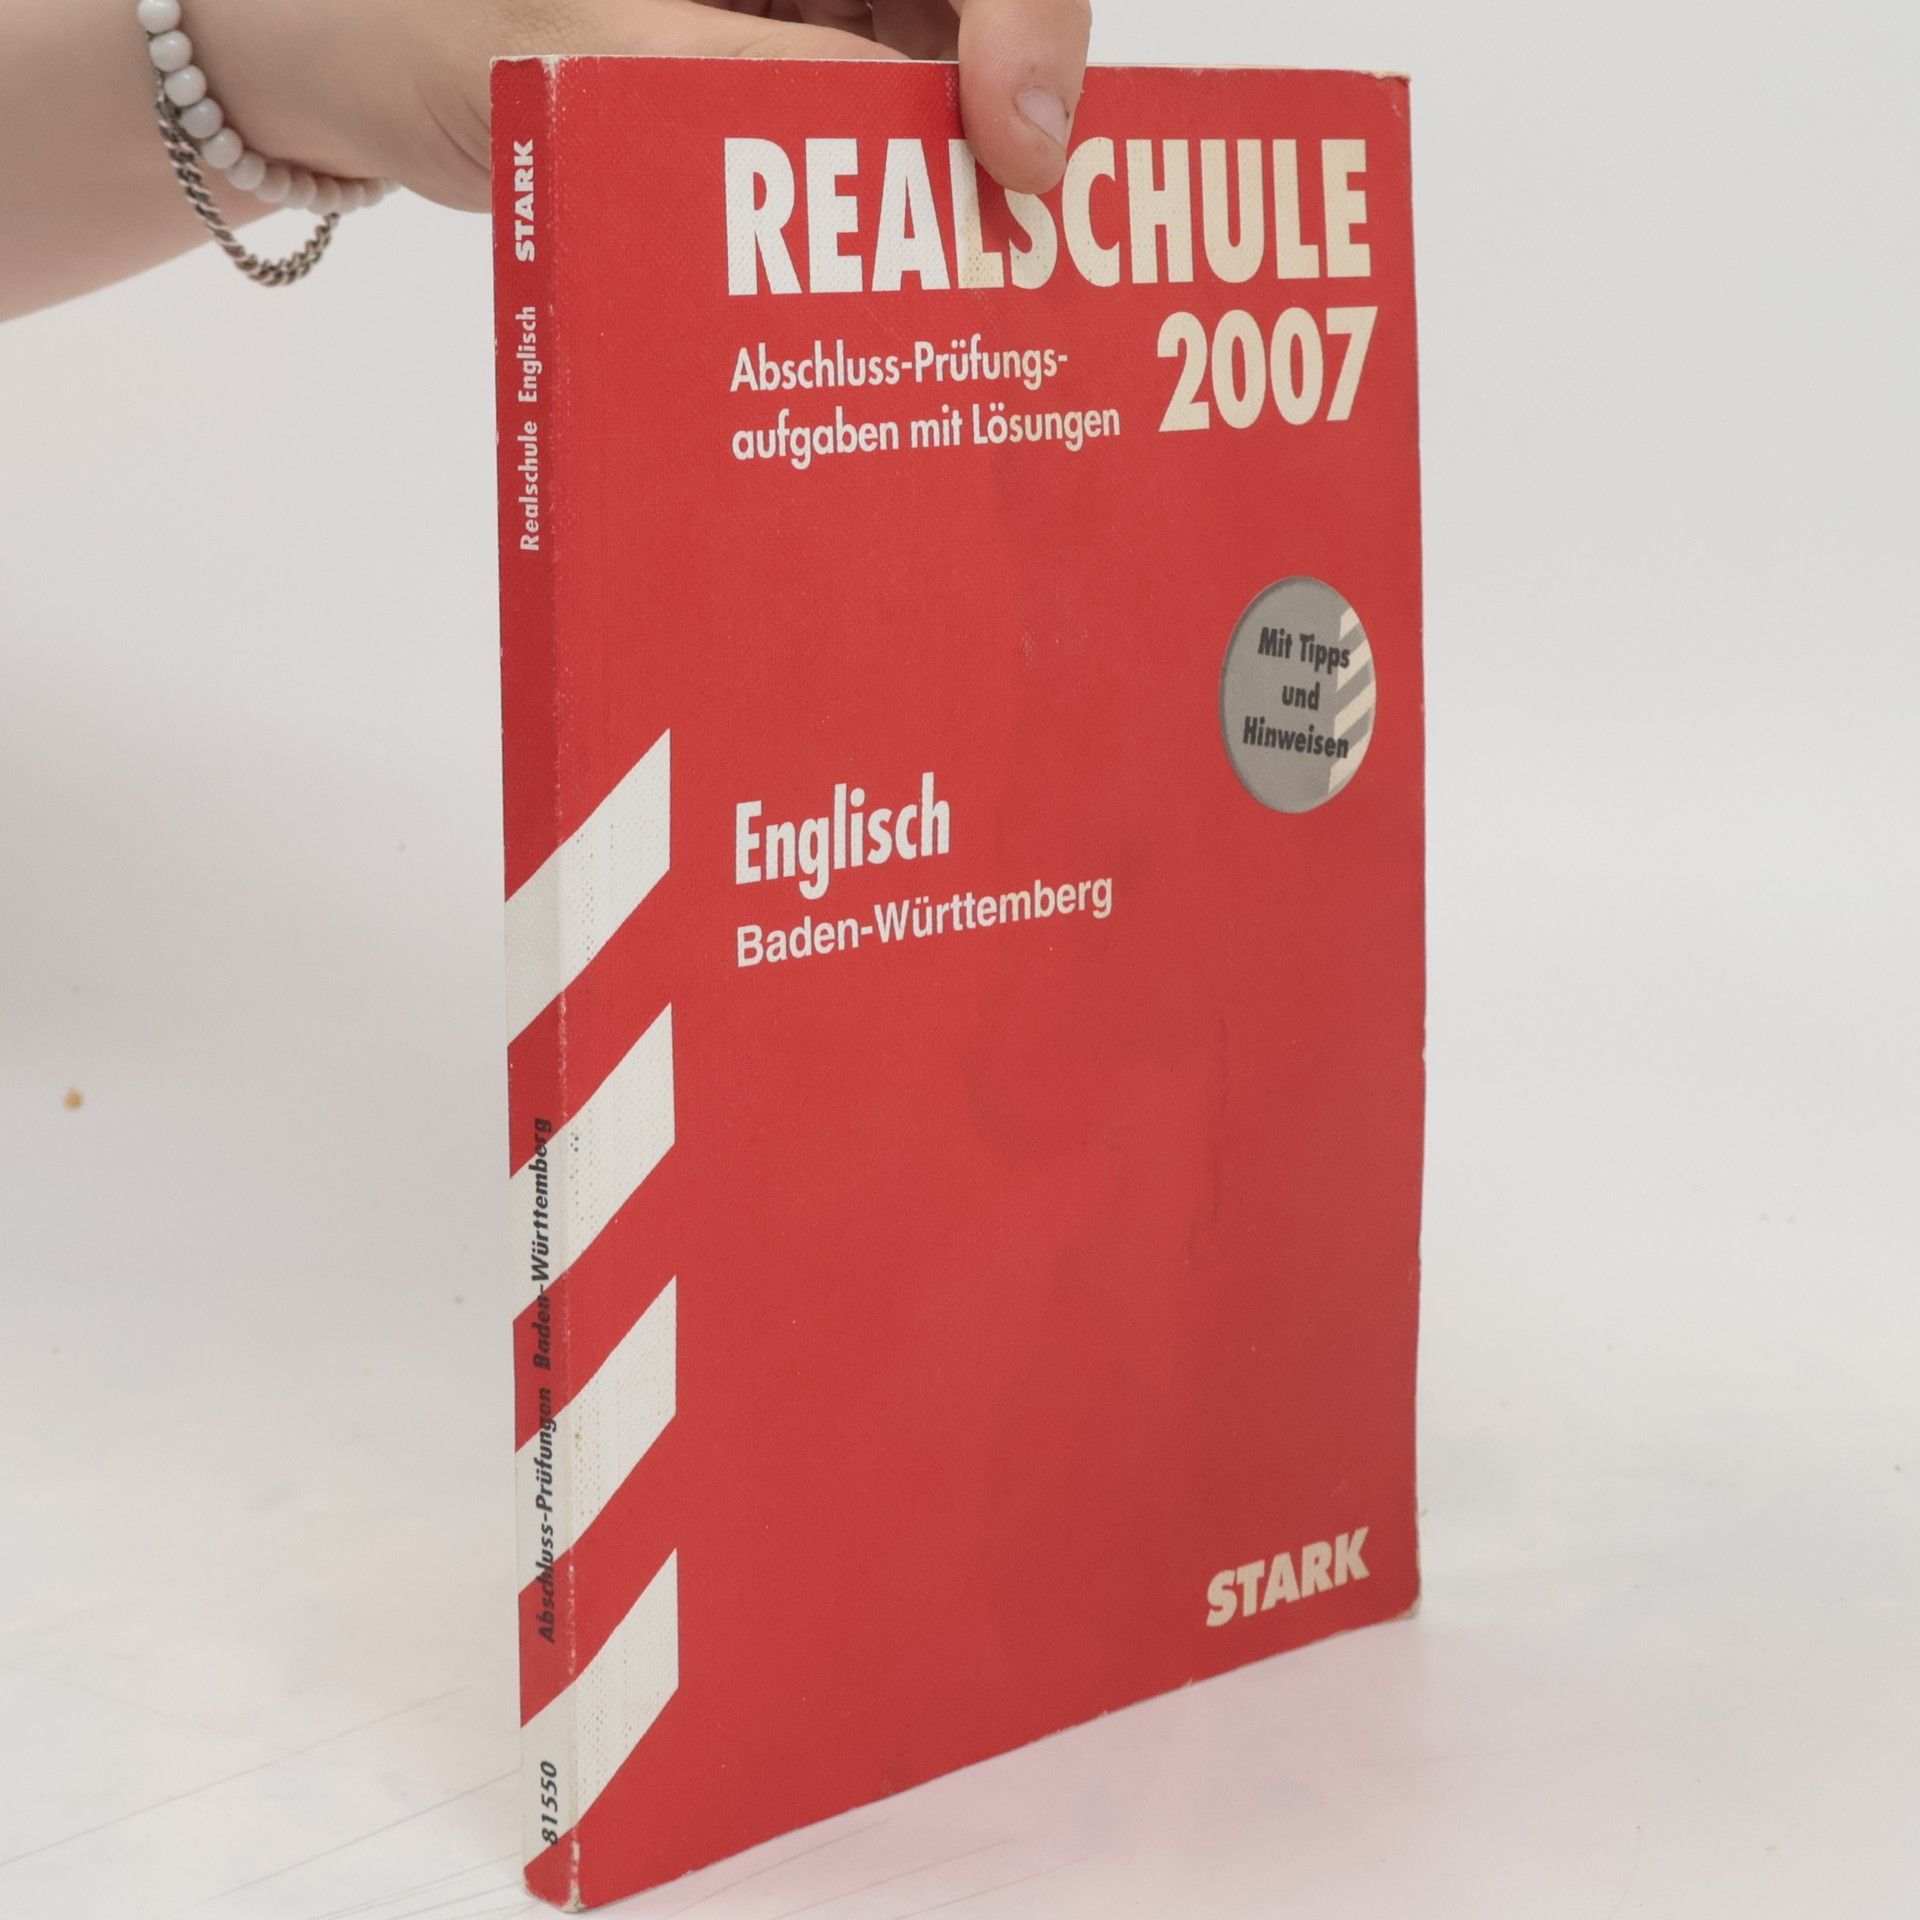 REALSCHULE
2007
Abschluss-Prüfungs-
aufgaben mit Lösungen
Mit Tipps
und
Hinweisen
Englisch
Baden-Württemberg
STARK
STARK
Realschule Englisch
Abschluss-Prüfungen Baden-Württemberg
81550